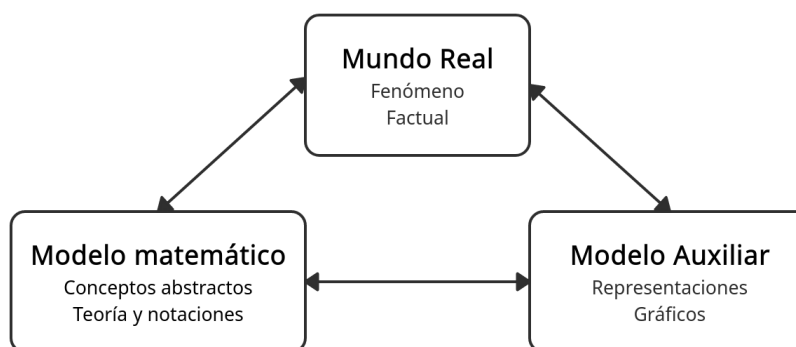 Mundo Real
Fenómeno
Factual
Modelo matemático
Conceptos abstractos
Teoría y notaciones
Modelo Auxiliar
Representaciones
Gráficos